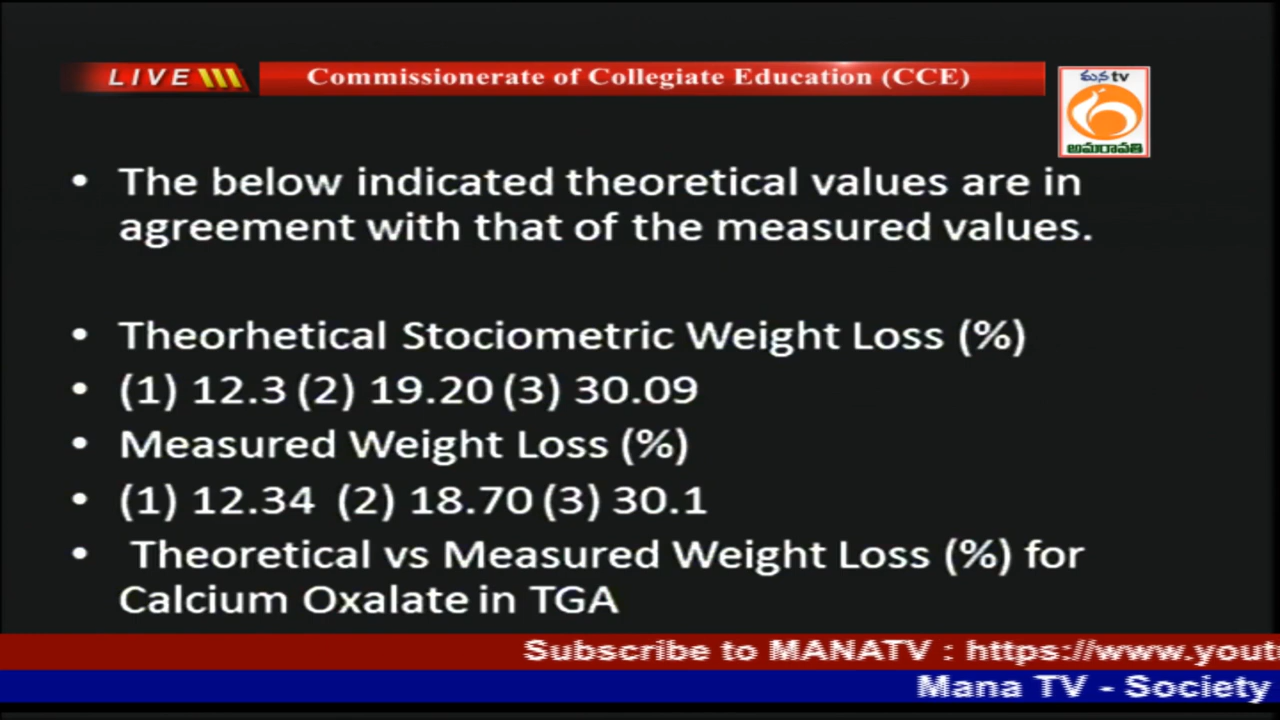 LIVE
Commissionerate of Collegiate Education (CCE)
మన tv
అమరావతి
• The below indicated theoretical values are in
agreement with that of the measured values.
• Theorhetical Stociometric Weight Loss (%)
• (1) 12.3 (2) 19.20 (3) 30.09
• Measured Weight Loss (%)
• (1) 12.34 (2) 18.70 (3) 30.1
• Theoretical vs Measured Weight Loss (%) for
Calcium Oxalate in TGA
Subscribe to MANATV : https://www.yout
Mana TV - Society